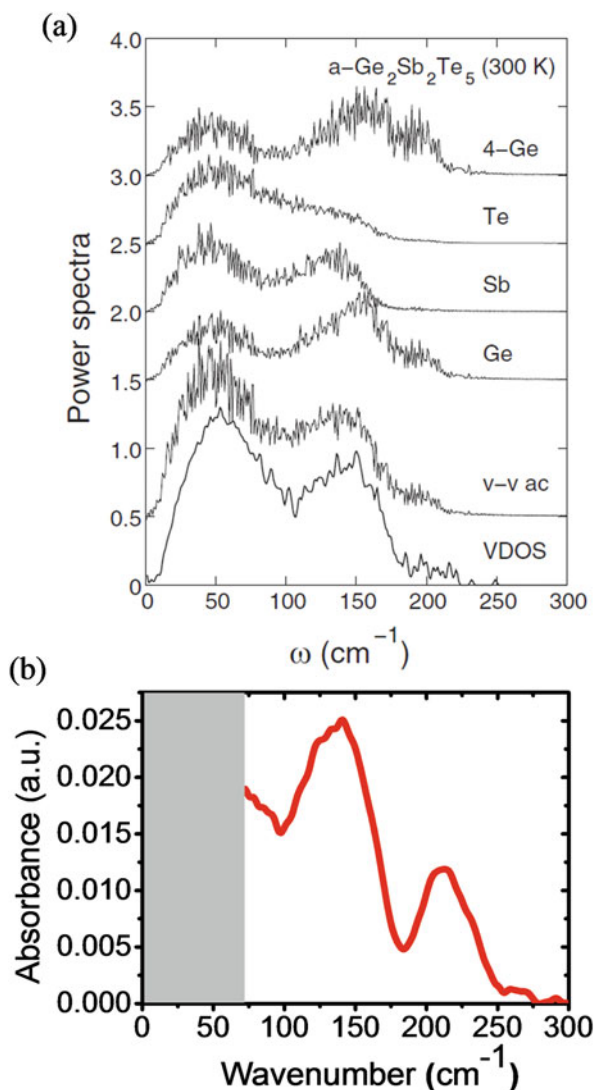 (a)
4.0
a-Ge₂Sb₂Te₅ (300 K)
3.5
4-Ge
3.0
Te
2.5
Sb
2.0
Ge
1.5
1.0
v-v ac
0.5
VDOS
0
Power spectra
0 50 100 150 200 250 300
ω (cm⁻¹)
(b)
0.025
0.020
0.015
0.010
0.005
0.000
Absorbance (a.u.)
0 50 100 150 200 250 300
Wavenumber (cm⁻¹)